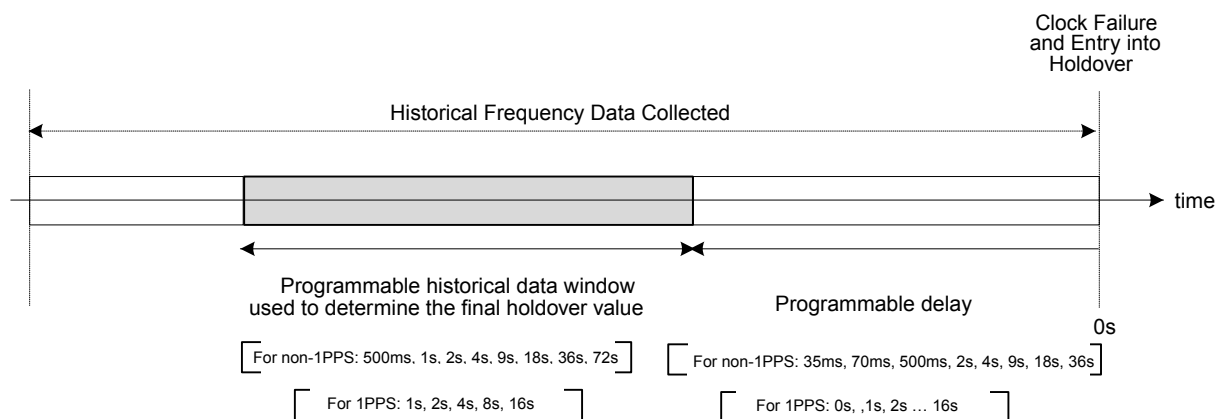 Clock Failure
and Entry into
Holdover
Historical Frequency Data Collected
time
Programmable historical data window
used to determine the final holdover value
Programmable delay
0s
For non-1PPS: 500ms, 1s, 2s, 4s, 9s, 18s, 36s, 72s
For non-1PPS: 35ms, 70ms, 500ms, 2s, 4s, 9s, 18s, 36s
For 1PPS: 1s, 2s, 4s, 8s, 16s
For 1PPS: 0s, ,1s, 2s … 16s